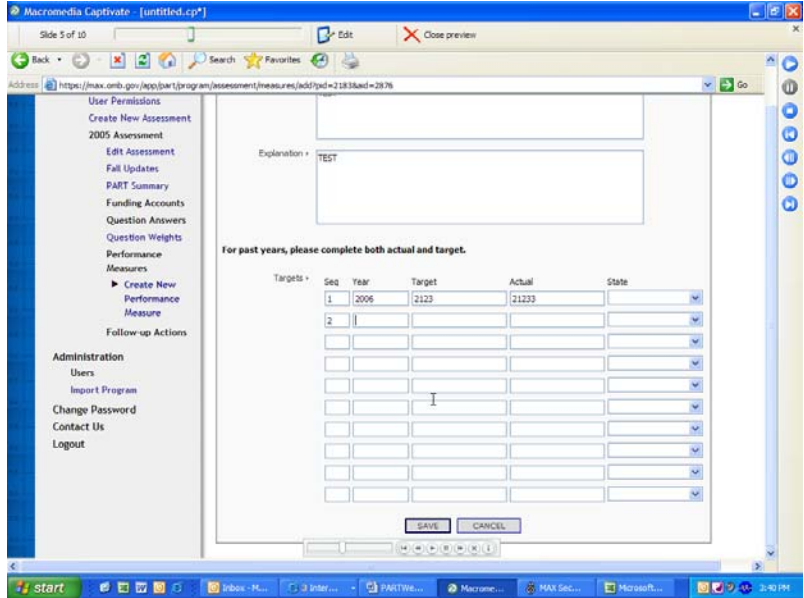 Macromedia Captivate - [untitled.cp*]
Slide 5 of 10
Edit
Close preview
Back
Search
Favorites
Address https://max.omb.gov/app/part/program/assessment/measures/add?pid=2183&aid=2876
Go
User Permissions
Create New Assessment
2005 Assessment
Edit Assessment
Fall Updates
PART Summary
Funding Accounts
Question Answers
Question Weights
Performance
Measures
Create New
Performance
Measure
Follow-up Actions
Administration
Users
Import Program
Change Password
Contact Us
Logout
Explanation
TEST
For past years, please complete both actual and target.
Targets
Seq Year Target Actual State
1 2006 2123 21233
2
SAVE CANCEL
start
Inbox - M...
3 Inter...
PARTWe...
Macrome...
MAX Sec...
Microsoft...
2:40 PM